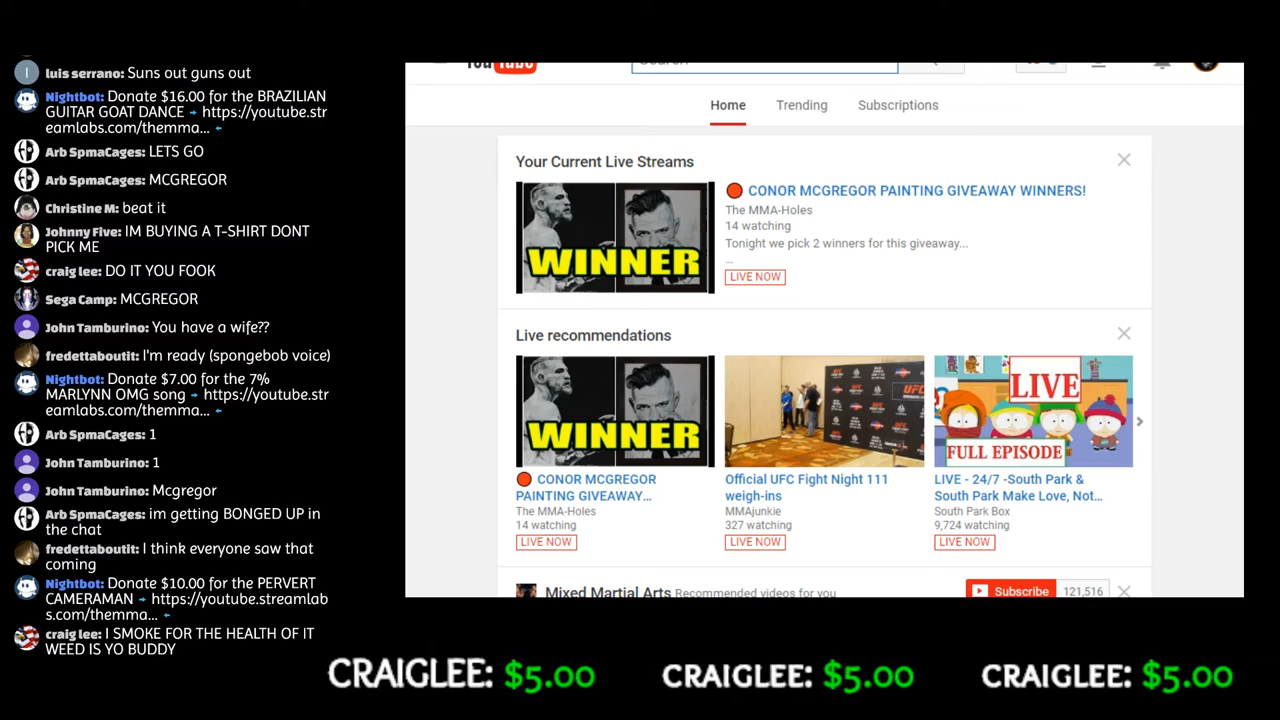 luis serrano: Suns out guns out
Nightbot: Donate $16.00 for the BRAZILIAN
GUITAR GOAT DANCE → https://youtube.str
eamlabs.com/themma... ←
Arb SpmaCages: LETS GO
Arb SpmaCages: MCGREGOR
Christine M: beat it
Johnny Five: IM BUYING A T-SHIRT DONT
PICK ME
craig lee: DO IT YOU FOOK
Sega Camp: MCGREGOR
John Tamburino: You have a wife??
fredettaboutit: I'm ready (spongebob voice)
Nightbot: Donate $7.00 for the 7%
MARLYNN OMG song → https://youtube.str
eamlabs.com/themma... ←
Arb SpmaCages: 1
John Tamburino: 1
John Tamburino: Mcgregor
Arb SpmaCages: im getting BONGED UP in
the chat
fredettaboutit: I think everyone saw that
coming
Nightbot: Donate $10.00 for the PERVERT
CAMERAMAN → https://youtube.streamlab
s.com/themma... ←
craig lee: I SMOKE FOR THE HEALTH OF IT
WEED IS YO BUDDY
YouTube
Search
Home Trending Subscriptions
Your Current Live Streams
WINNER
CONOR MCGREGOR PAINTING GIVEAWAY WINNERS!
The MMA-Holes
14 watching
Tonight we pick 2 winners for this giveaway...
...
LIVE NOW
Live recommendations
WINNER
CONOR MCGREGOR
PAINTING GIVEAWAY...
The MMA-Holes
14 watching
LIVE NOW
UFC
Official UFC Fight Night 111
weigh-ins
MMAjunkie
327 watching
LIVE NOW
LIVE
FULL EPISODE
LIVE - 24/7 -South Park &
South Park Make Love, Not...
South Park Box
9,724 watching
LIVE NOW
Mixed Martial Arts Recommended videos for you
Subscribe 121,516
CRAIGLEE: $5.00 CRAIGLEE: $5.00 CRAIGLEE: $5.00